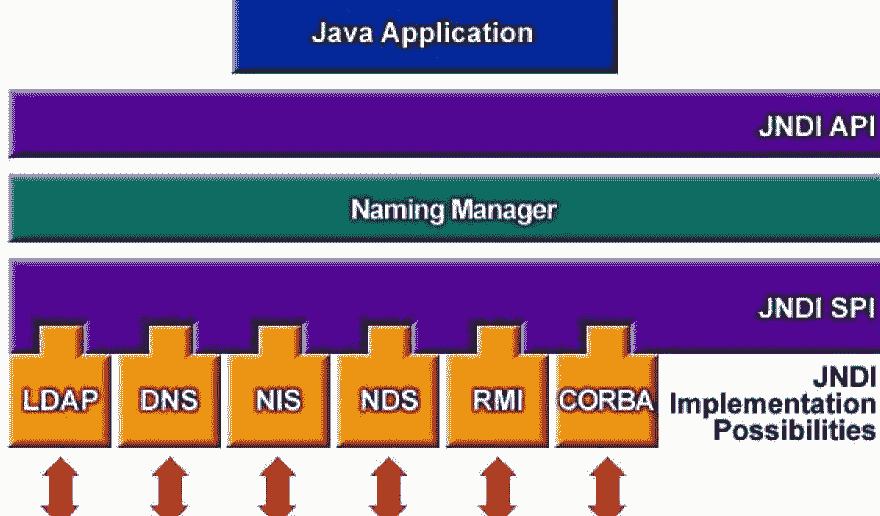 Java Application
JNDI API
Naming Manager
JNDI SPI
LDAP DNS NIS NDS RMI CORBA
JNDI
Implementation
Possibilities